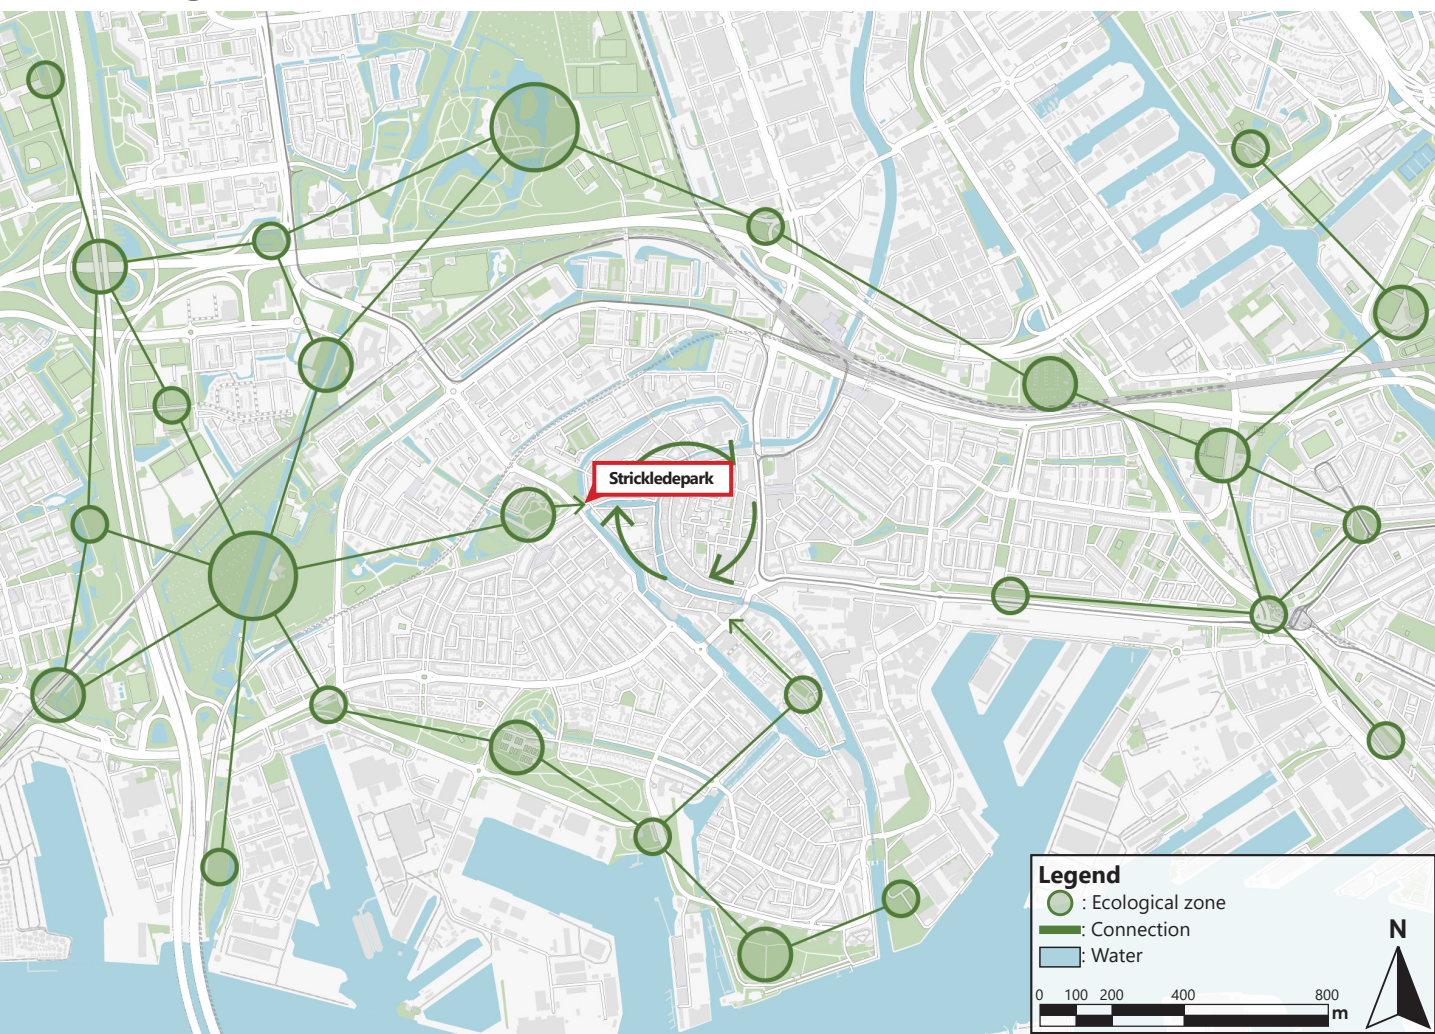 Strickledepark
Legend
: Ecological zone
: Connection
: Water
N
0 100 200 400 800
m